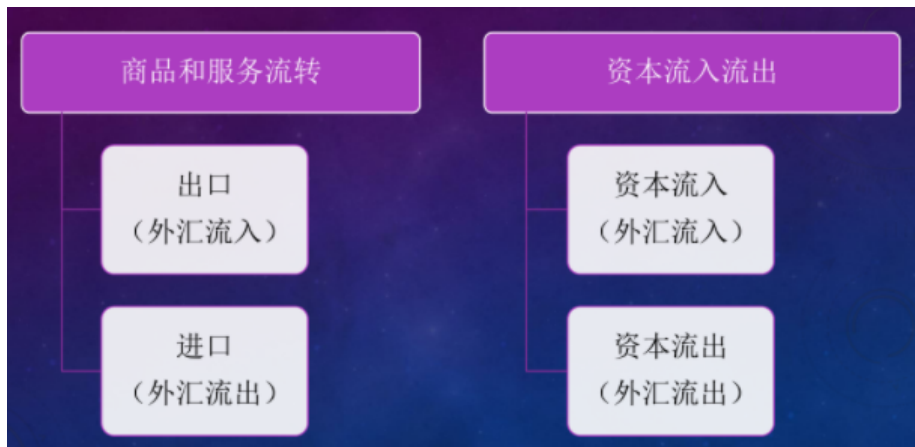 商品和服务流转
出口
（外汇流入）
进口
（外汇流出）
资本流入流出
资本流入
（外汇流入）
资本流出
（外汇流出）